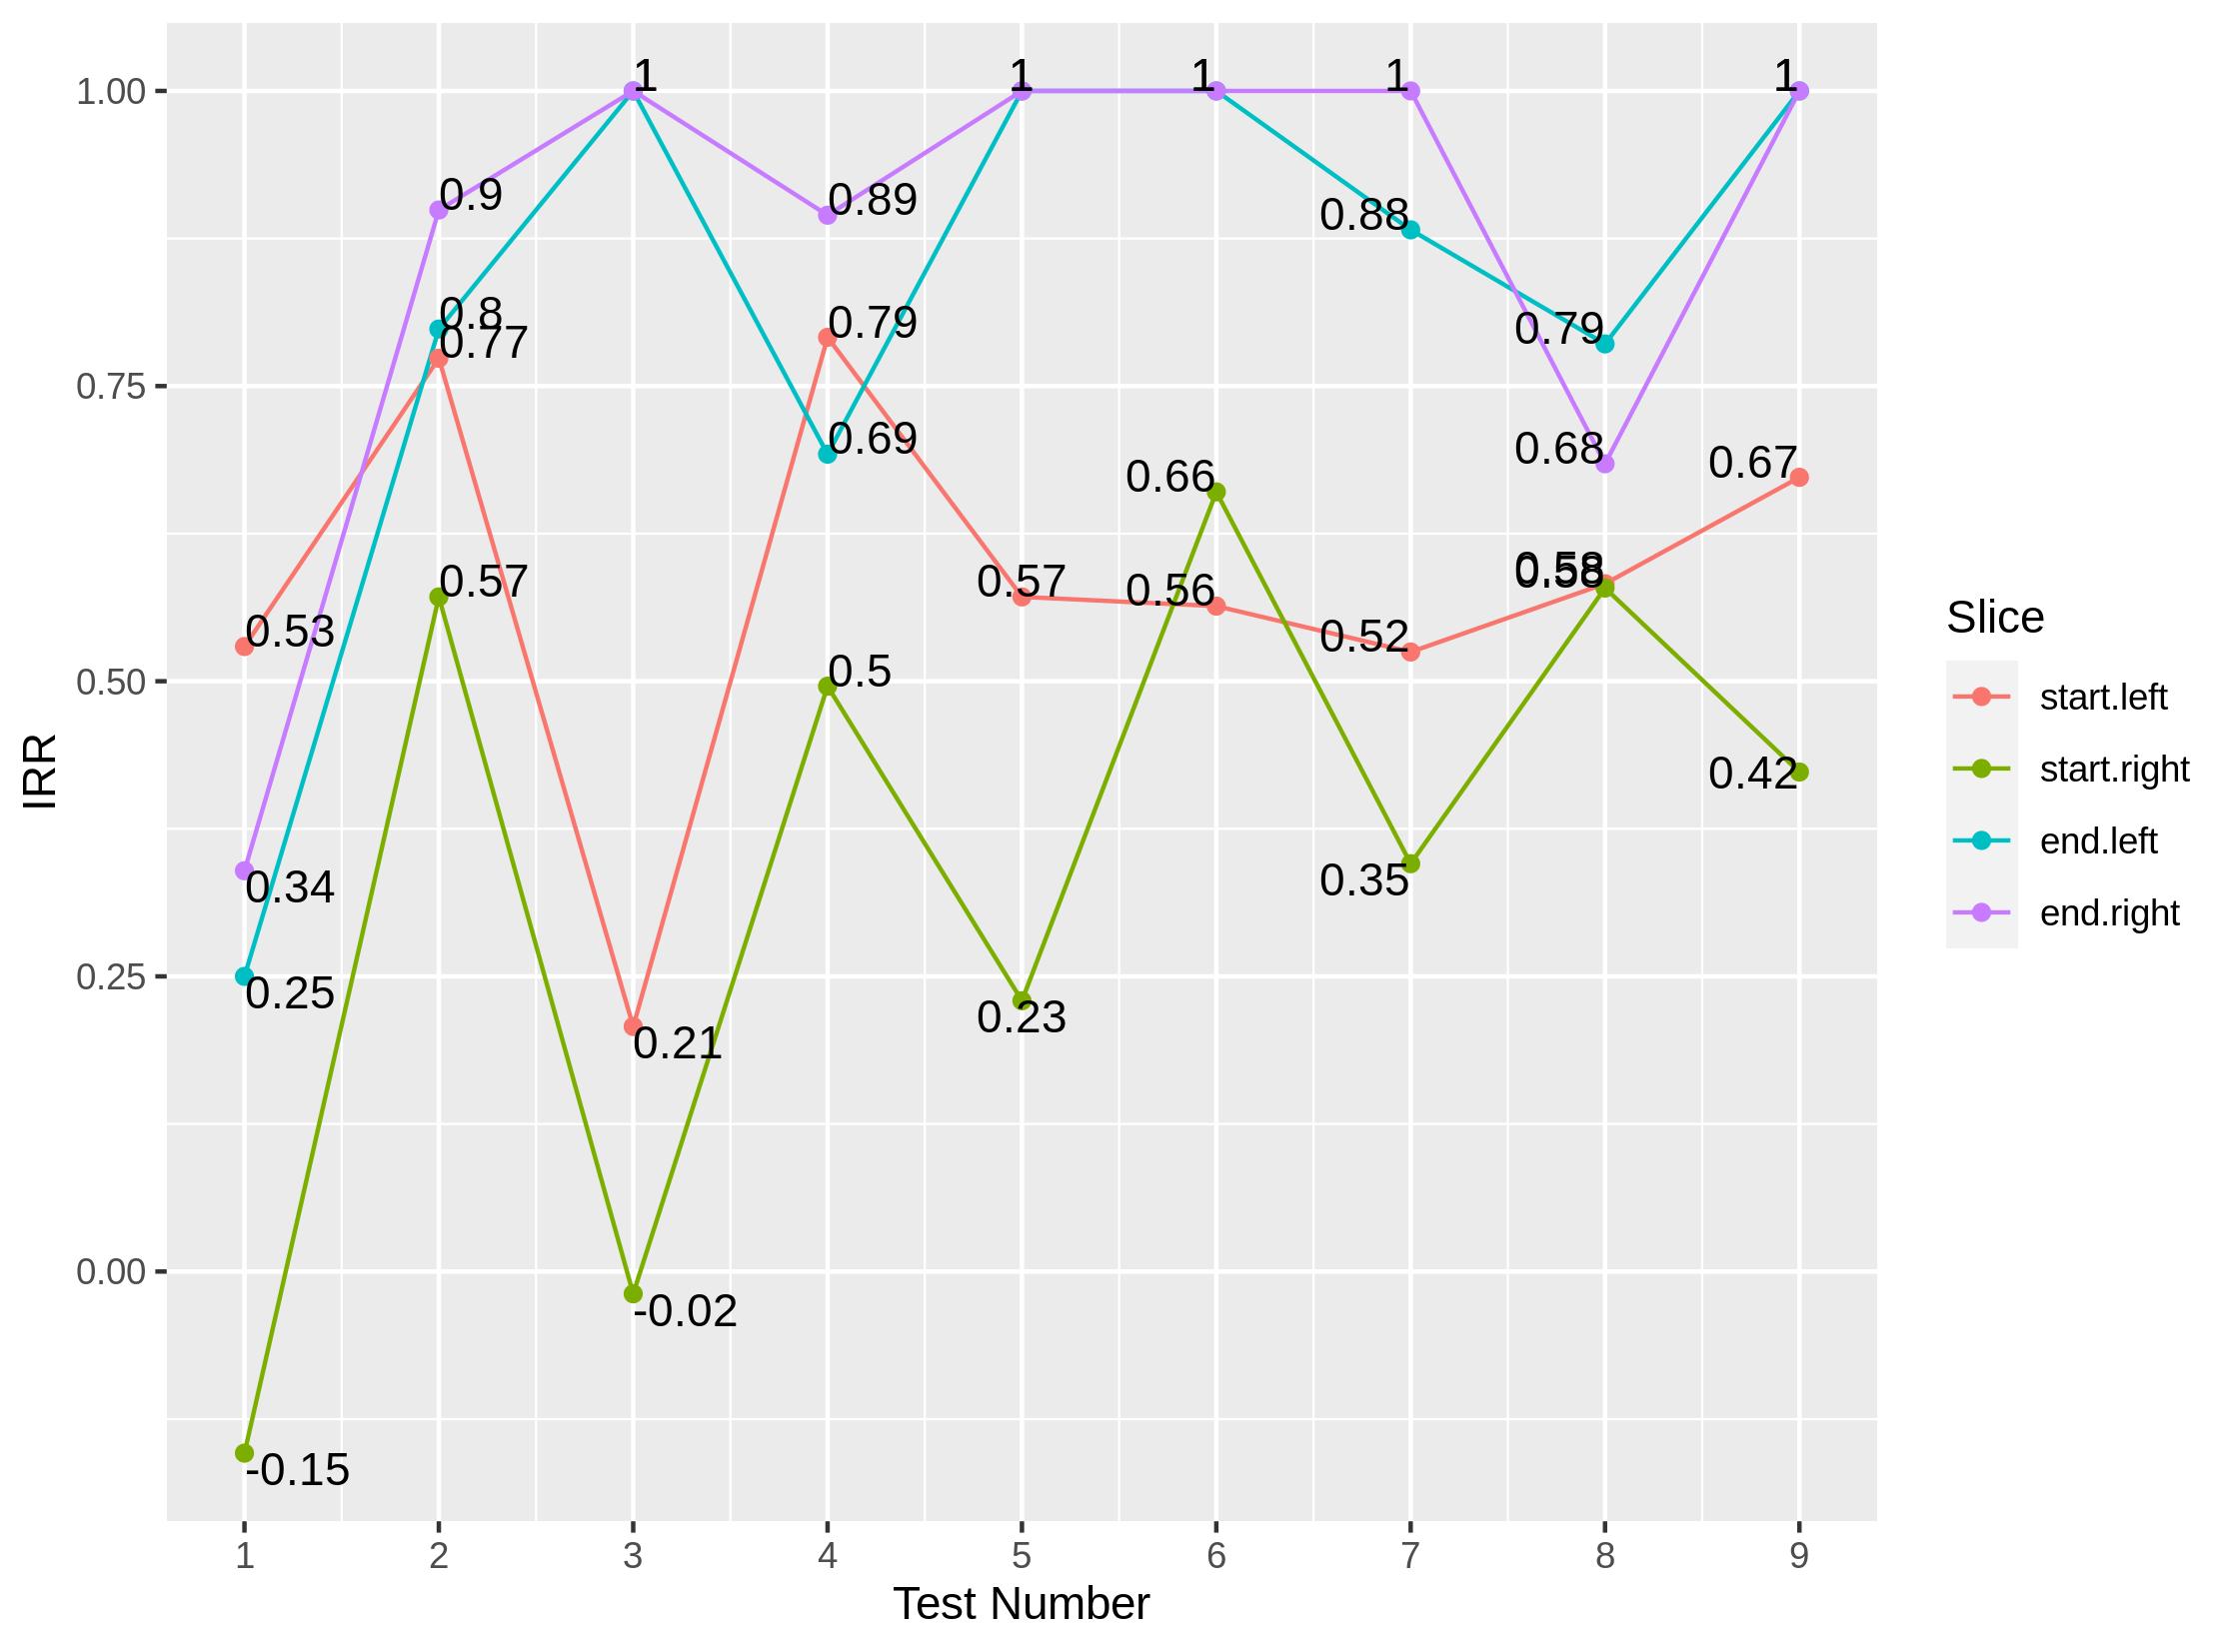 1 1 1 1 1
1.00
0.9 0.89
0.88
0.8 0.79 0.79
0.77
0.75
0.69 0.68 0.67
0.66
0.53 0.57 0.57 0.56 0.52 0.58
0.58
0.50 0.5
0.42
0.34 0.35
0.25 0.25
0.21 0.23
0.00
-0.02
-0.15
IRR
1 2 3 4 5 6 7 8 9
Test Number
Slice
start.left
start.right
end.left
end.right